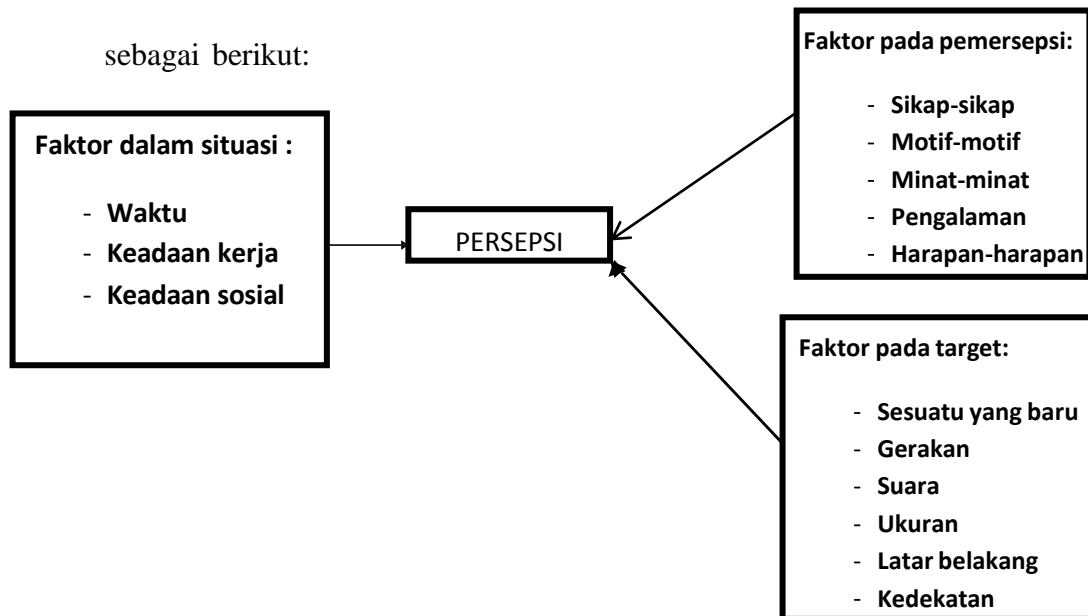 sebagai berikut:
Faktor dalam situasi :
- Waktu
- Keadaan kerja
- Keadaan sosial
PERSEPSI
Faktor pada pemersepsi:
- Sikap-sikap
- Motif-motif
- Minat-minat
- Pengalaman
- Harapan-harapan
Faktor pada target:
- Sesuatu yang baru
- Gerakan
- Suara
- Ukuran
- Latar belakang
- Kedekatan